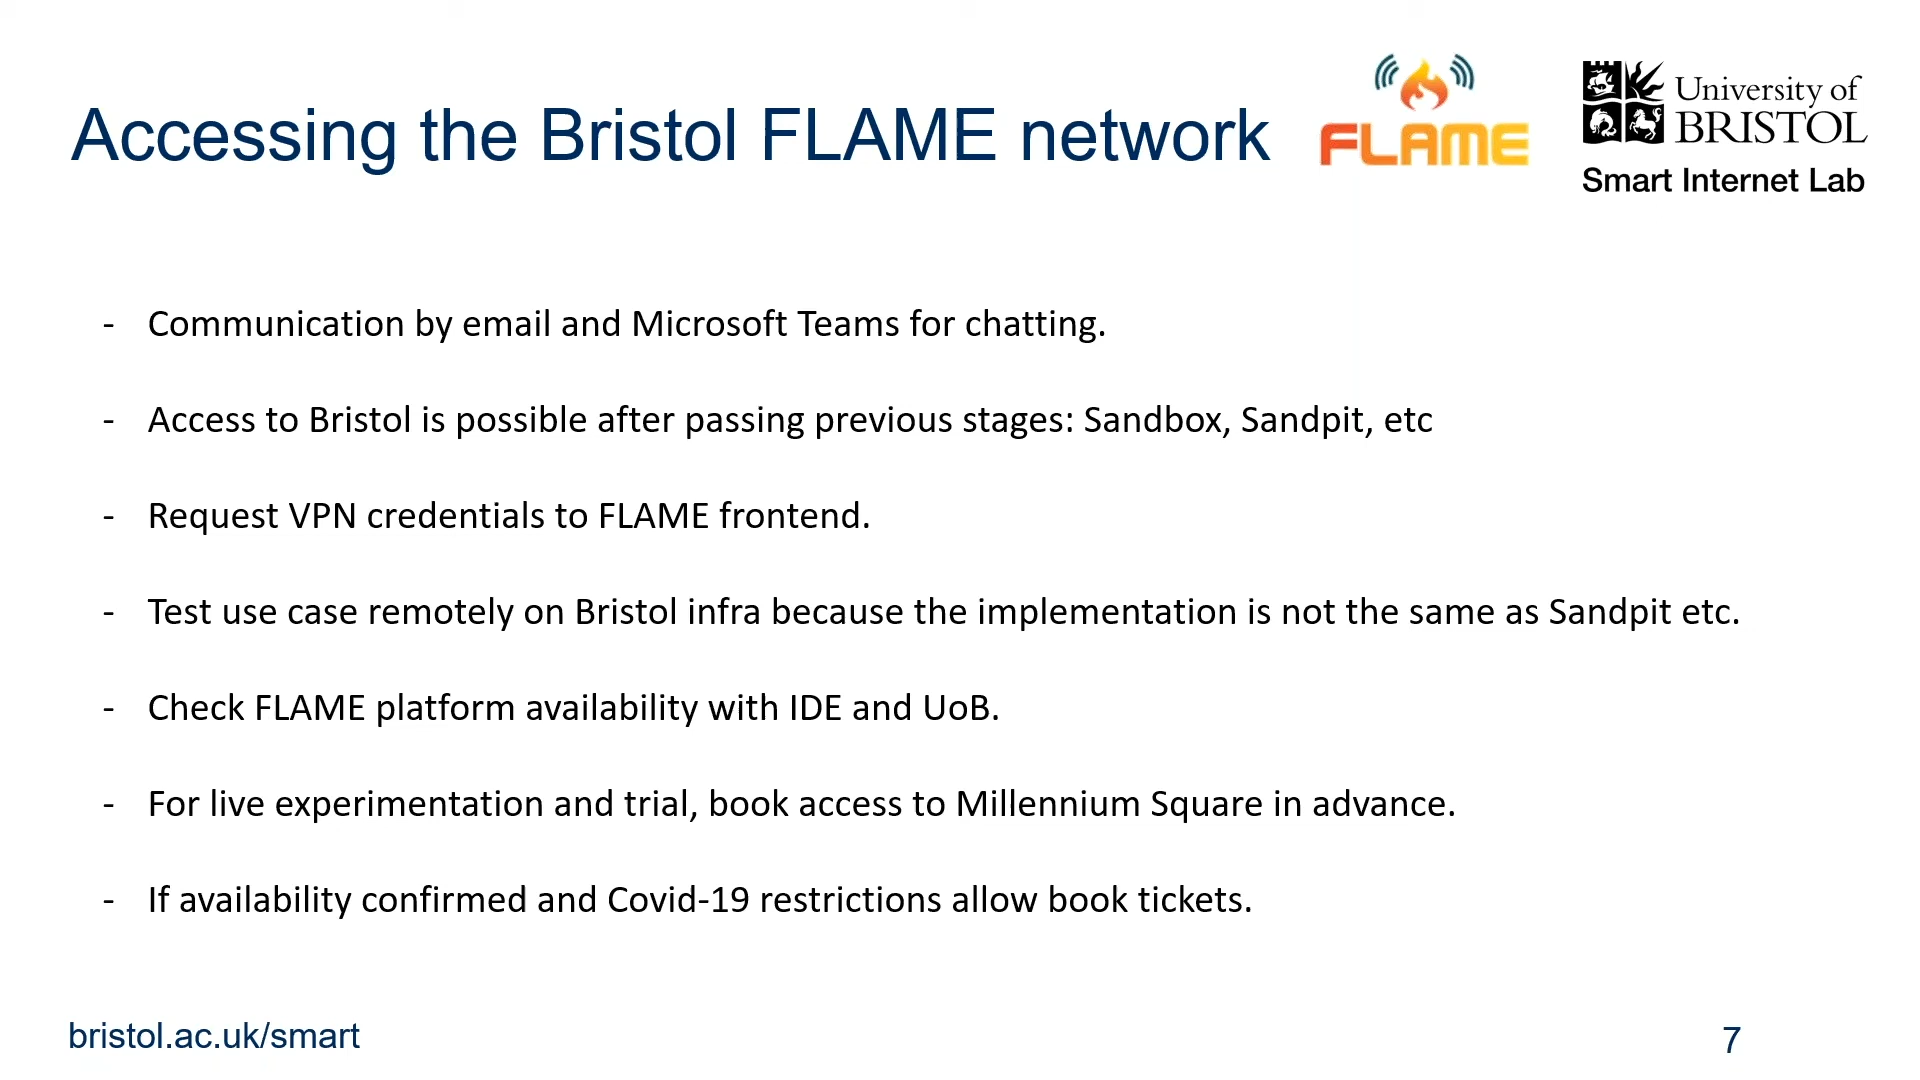 Accessing the Bristol FLAME network
FLAME
University of
BRISTOL
Smart Internet Lab
- Communication by email and Microsoft Teams for chatting.
- Access to Bristol is possible after passing previous stages: Sandbox, Sandpit, etc
- Request VPN credentials to FLAME frontend.
- Test use case remotely on Bristol infra because the implementation is not the same as Sandpit etc.
- Check FLAME platform availability with IDE and UoB.
- For live experimentation and trial, book access to Millennium Square in advance.
- If availability confirmed and Covid-19 restrictions allow book tickets.
bristol.ac.uk/smart
7